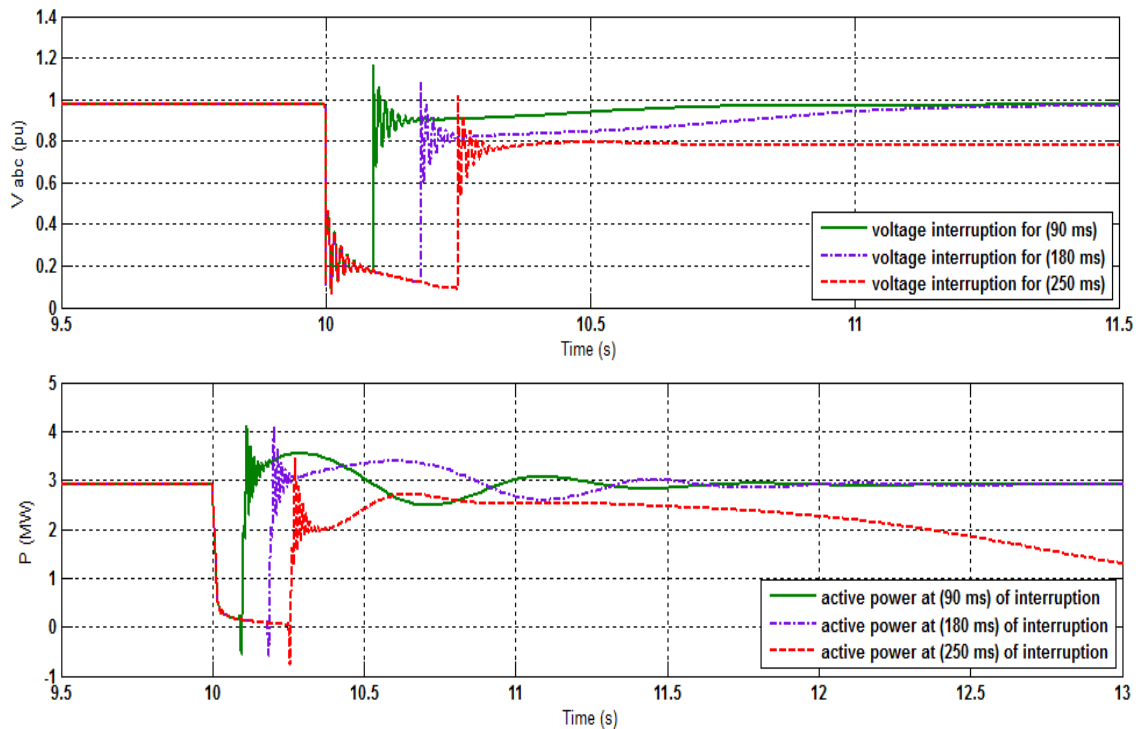 1.4
1.2
1
0.8
0.6
0.4
0.2
0
V abc (pu)
voltage interruption for (90 ms)
voltage interruption for (180 ms)
voltage interruption for (250 ms)
9.5 10 10.5 11 11.5
Time (s)
5
4
3
2
1
0
-1
P (MW)
active power at (90 ms) of interruption
active power at (180 ms) of interruption
active power at (250 ms) of interruption
9.5 10 10.5 11 11.5 12 12.5 13
Time (s)